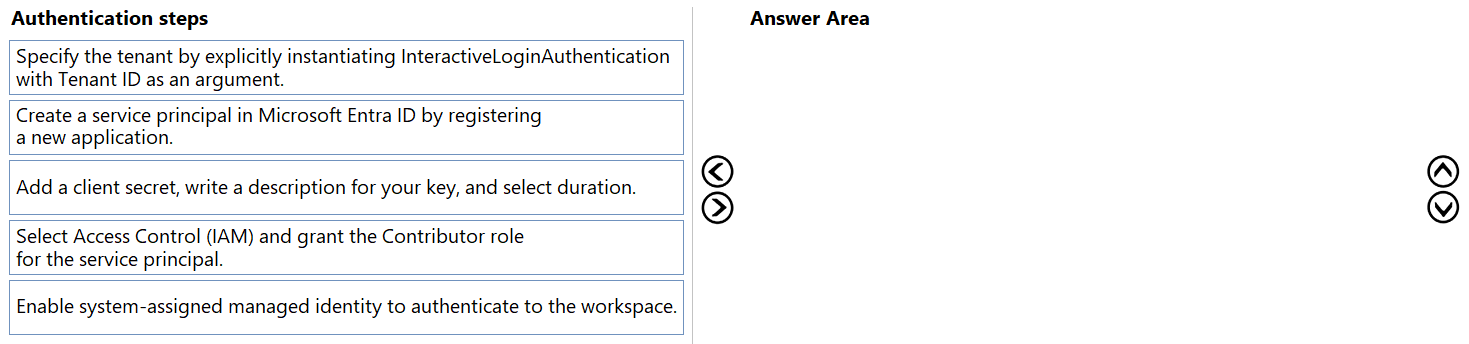 Authentication steps
Answer Area
Specify the tenant by explicitly instantiating InteractiveLoginAuthentication
with Tenant ID as an argument.
Create a service principal in Microsoft Entra ID by registering
a new application.
Add a client secret, write a description for your key, and select duration.
Select Access Control (IAM) and grant the Contributor role
for the service principal.
Enable system-assigned managed identity to authenticate to the workspace.